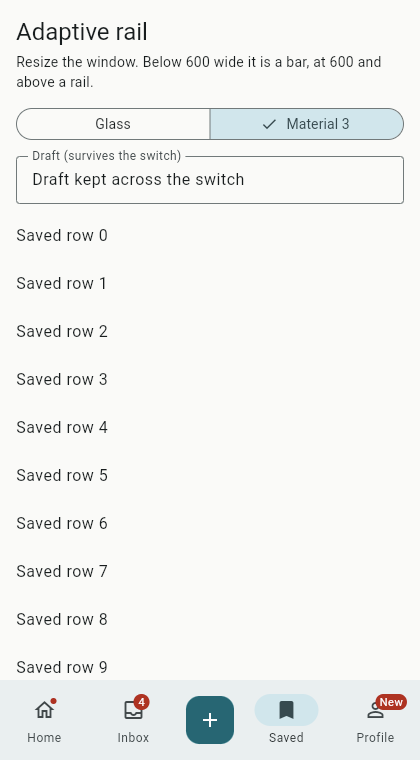 Adaptive rail
Resize the window. Below 600 wide it is a bar, at 600 and
above a rail.
Glass
Material 3
Draft (survives the switch)
Draft kept across the switch
Saved row 0
Saved row 1
Saved row 2
Saved row 3
Saved row 4
Saved row 5
Saved row 6
Saved row 7
Saved row 8
Saved row 9
4
New
Home
Inbox
Saved
Profile